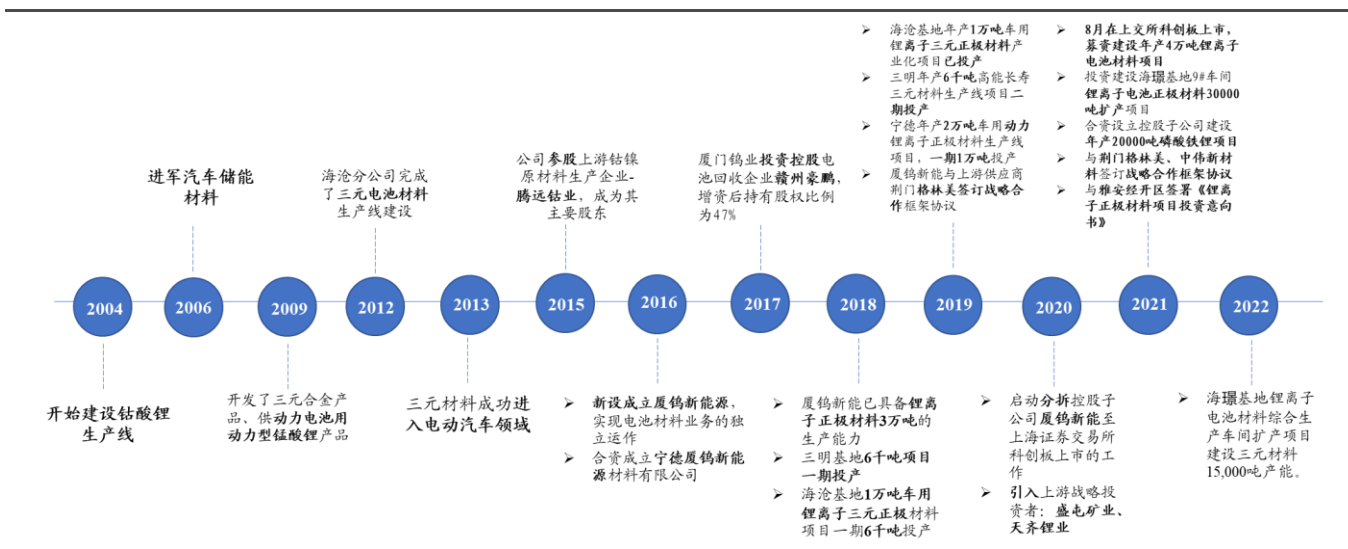 2004
开始建设钴酸锂
生产线
进军汽车储能
材料
2006
2009
开发了三元合金产
品、供动力电池用
动力型锰酸锂产品
海沧分公司完成
了三元电池材料
生产线建设
2012
2013
三元材料成功进
入电动汽车领域
公司参股上游钴镍
原材料生产企业-
腾远钴业，成为其
主要股东
2015
2016
➢ 新设成立厦钨新能源，
实现电池材料业务的独
立运作
➢ 合资成立宁德厦钨新能
源材料有限公司
厦门钨业投资控股电
池回收企业赣州豪鹏，
增资后持有股权比例
为47%
2017
2018
➢ 厦钨新能已具备锂离
子正极材料3万吨的
生产能力
➢ 三明基地6千吨项目
一期投产
➢ 海沧基地1万吨车用
锂离子三元正极材料
项目一期6千吨投产
➢ 海沧基地年产1万吨车用
锂离子三元正极材料产
业化项目已投产
➢ 三明年产6千吨高能长寿
三元材料生产线项目二
期投产
➢ 宁德年产2万吨车用动力
锂离子正极材料生产线
项目，一期1万吨投产
➢ 厦钨新能与上游供应商
荆门格林美签订战略合
作框架协议
2019
2020
➢ 启动分拆控股子
公司厦钨新能至
上海证券交易所
科创板上市的工
作
➢ 引入上游战略投
资者：盛屯矿业、
天齐锂业
➢ 8月在上交所科创板上市，
募资建设年产4万吨锂离子
电池材料项目
➢ 投资建设海璟基地9#车间
锂离子电池正极材料30000
吨扩产项目
➢ 合资设立控股子公司建设
年产20000吨磷酸铁锂项目
➢ 与荆门格林美、中伟新材
料签订战略合作框架协议
➢ 与雅安经开区签署《锂离
子正极材料项目投资意向
书》
2021
2022
➢ 海璟基地锂离子
电池材料综合生
产车间扩产项目
建设三元材料
15,000吨产能。